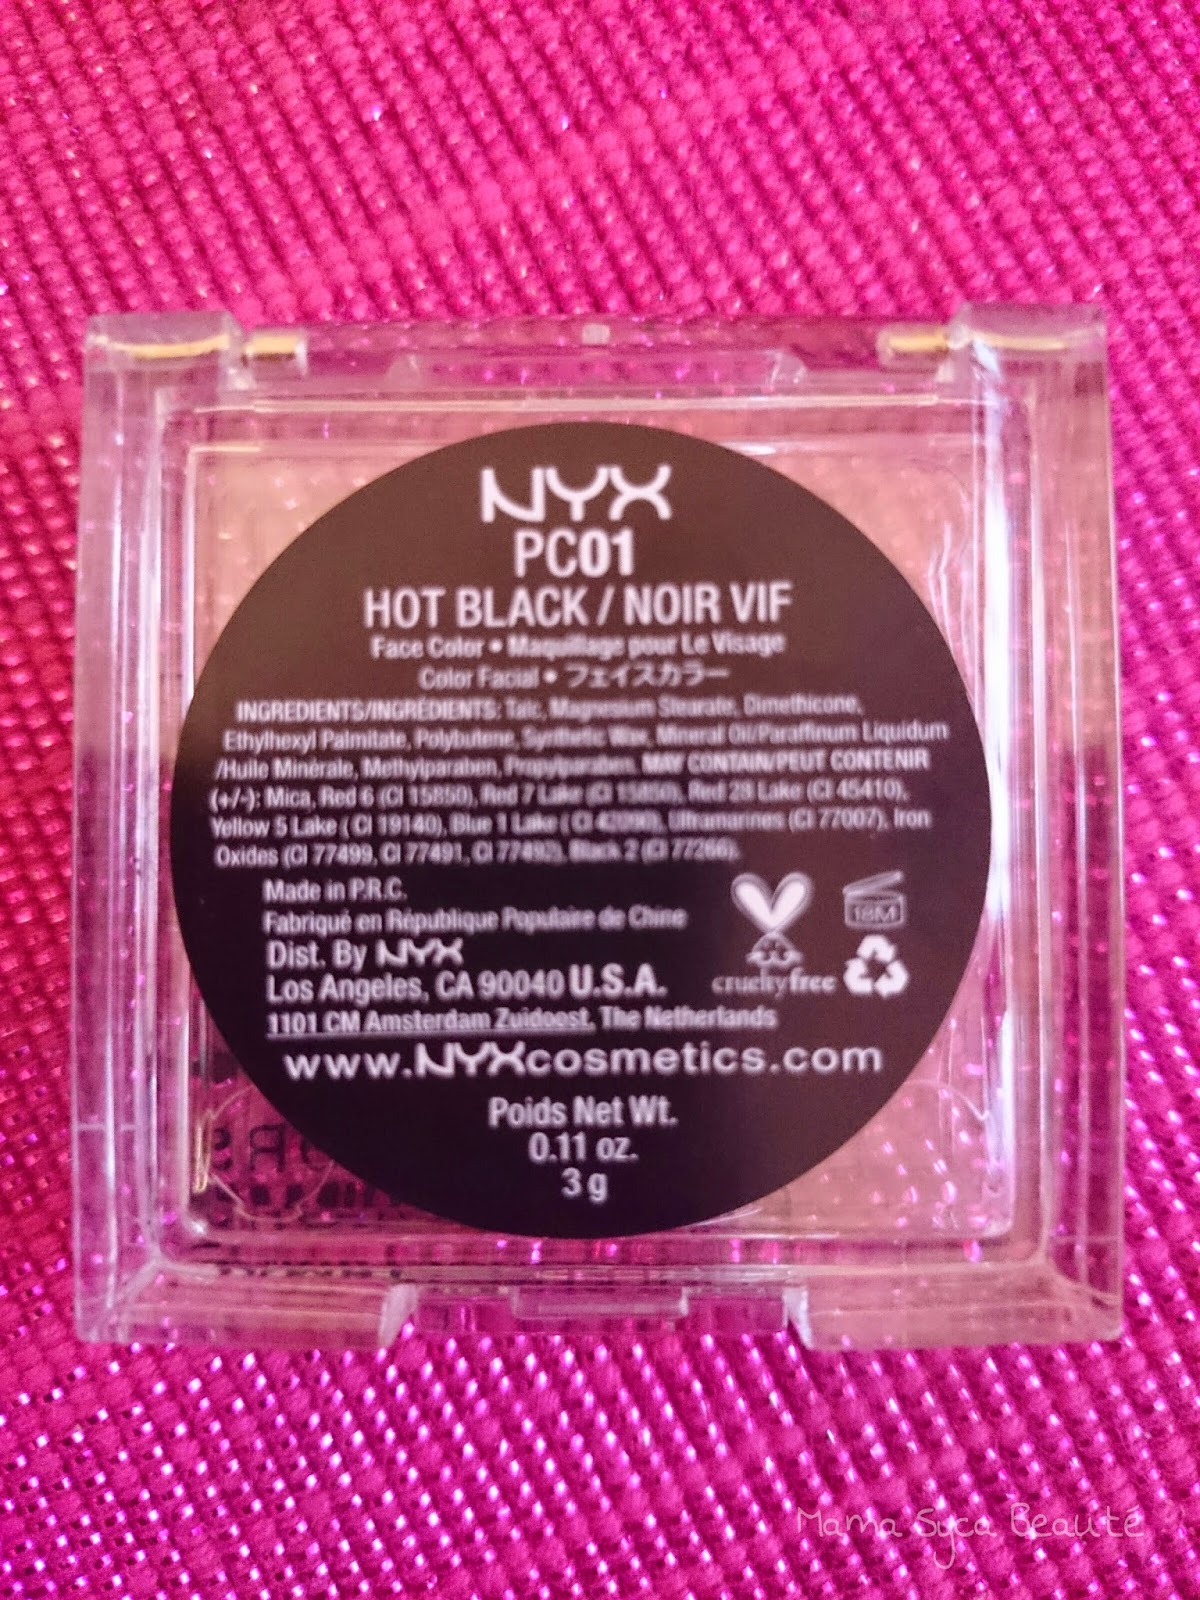 NYX
PC01
HOT BLACK / NOIR VIF
Face Color • Maquillage pour Le Visage
Color Facial • フェイスカラー
INGREDIENTS/INGRÉDIENTS: Talc, Magnesium Stearate, Dimethicone,
Ethylhexyl Palmitate, Polybutene, Synthetic Wax, Mineral Oil/Paraffinum Liquidum
/Huile Minérale, Methylparaben, Propylparaben. MAY CONTAIN/PEUT CONTENIR
(+/-): Mica, Red 6 (CI 15850), Red 7 Lake (CI 15850), Red 28 Lake (CI 45410),
Yellow 5 Lake ( CI 19140), Blue 1 Lake ( CI 42090), Ultramarines (CI 77007), Iron
Oxides (CI 77499, CI 77491, CI 77492), Black 2 (CI 77266).
Made in P.R.C.
Fabriqué en République Populaire de Chine
Dist. By NYX
Los Angeles, CA 90040 U.S.A.
1101 CM Amsterdam Zuidoost, The Netherlands
18M
cruelty free
www.NYXcosmetics.com
Poids Net Wt.
0.11 oz.
3 g
Mama Syca Beauté